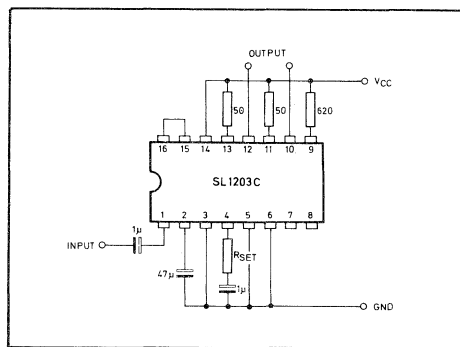 OUTPUT
VCC
50
50
620
16 15 14 13 12 11 10 9
SL1203C
1 2 3 4 5 6 7 8
1μ
INPUT
RSET
47μ
1μ
GND